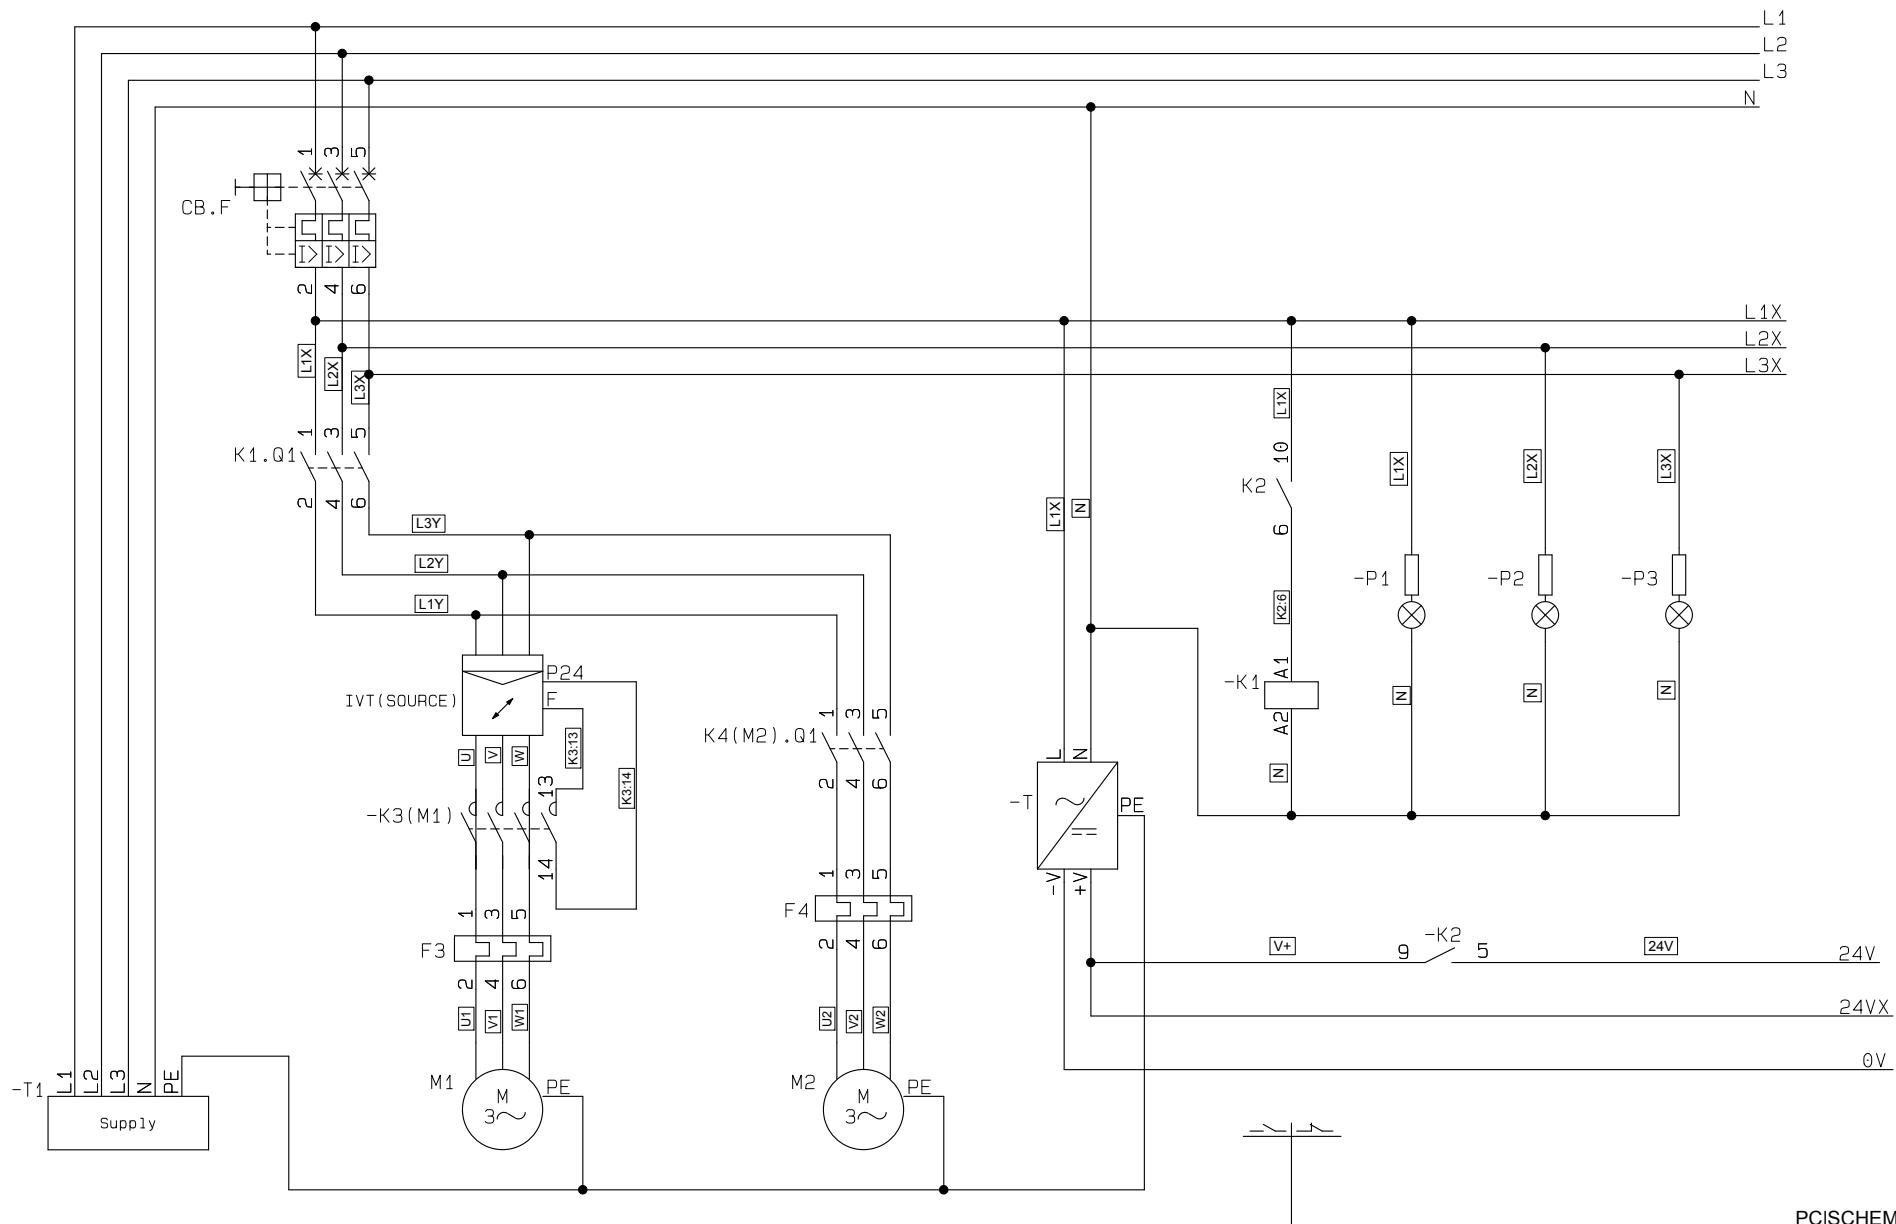 L1
L2
L3
N
1 3 5
CB.F
I> I> I>
2 4 6
L1X
L2X
L3X
L1X L2X L3X
L1X
1 3 5
K1.Q1
2 4 6
10
K2
6
L1X L2X L3X
L1X N
L3Y
L2Y
L1Y
-P1 -P2 -P3
K2:6
P24
IVT(SOURCE)
F
A1
-K1
A2
N N N
N
1 3 5
K4(M2).Q1
2 4 6
U V W
K3:13
K3:14
13
-K3(M1)
14
L N
-T
PE
-V +V
1 3 5
F4
2 4 6
1 3 5
F3
2 4 6
V+
9 -K2 5
24V
24V
24VX
0V
U1 V1 W1
U2 V2 W2
L1 L2 L3 N PE
-T1
Supply
M1
M
3~
PE
M2
M
3~
PE
PC|SCHEM